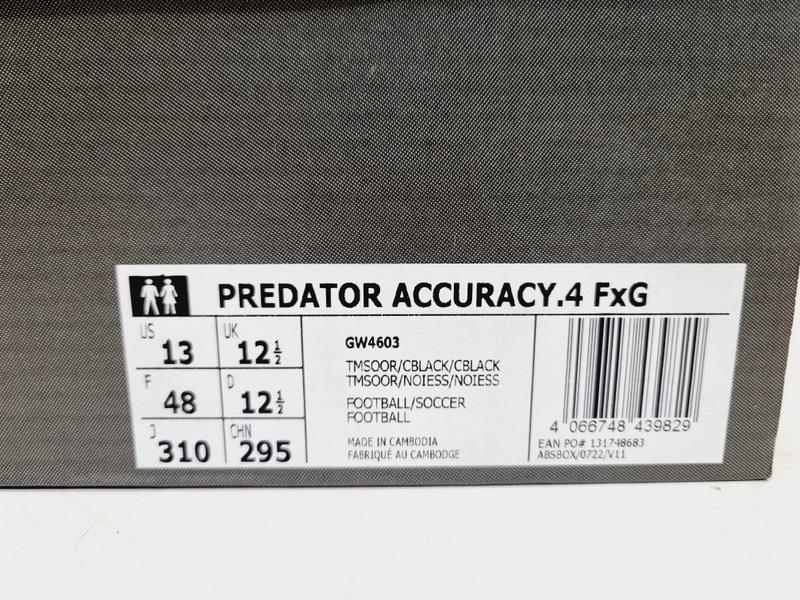 PREDATOR ACCURACY.4 FxG
US 13 UK 12½
F 48 D 12½
J 310 CHN 295
GW4603
TMSOOR/CBLACK/CBLACK
TMSOOR/NOIESS/NOIESS
FOOTBALL/SOCCER
FOOTBALL
MADE IN CAMBODIA
FABRIQUÉ AU CAMBODGE
4 066748 439829
EAN PO# 131748683
ABSBOX/0722/V11